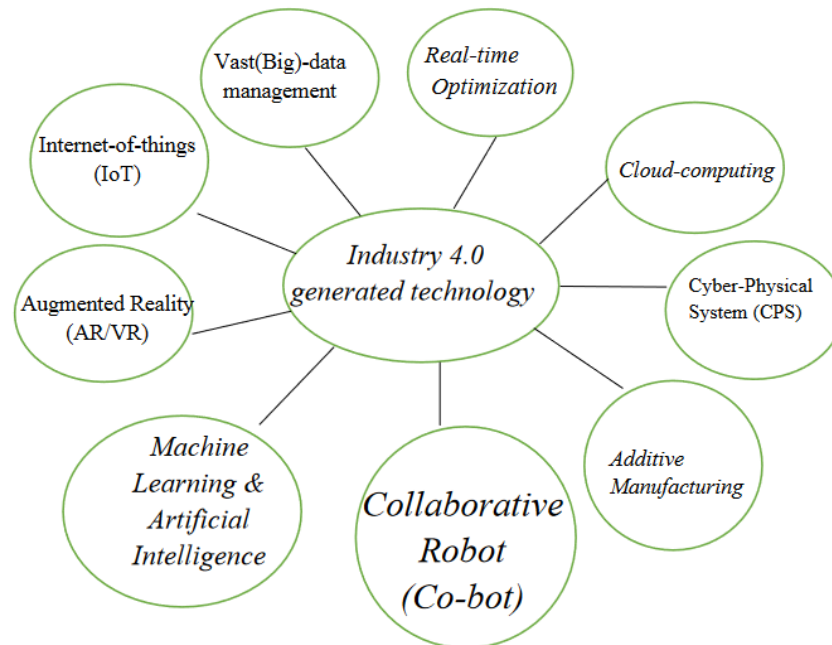 Vast(Big)-data
management
Real-time
Optimization
Internet-of-things
(IoT)
Cloud-computing
Industry 4.0
generated technology
Augmented Reality
(AR/VR)
Cyber-Physical
System (CPS)
Machine
Learning &
Artificial
Intelligence
Collaborative
Robot
(Co-bot)
Additive
Manufacturing